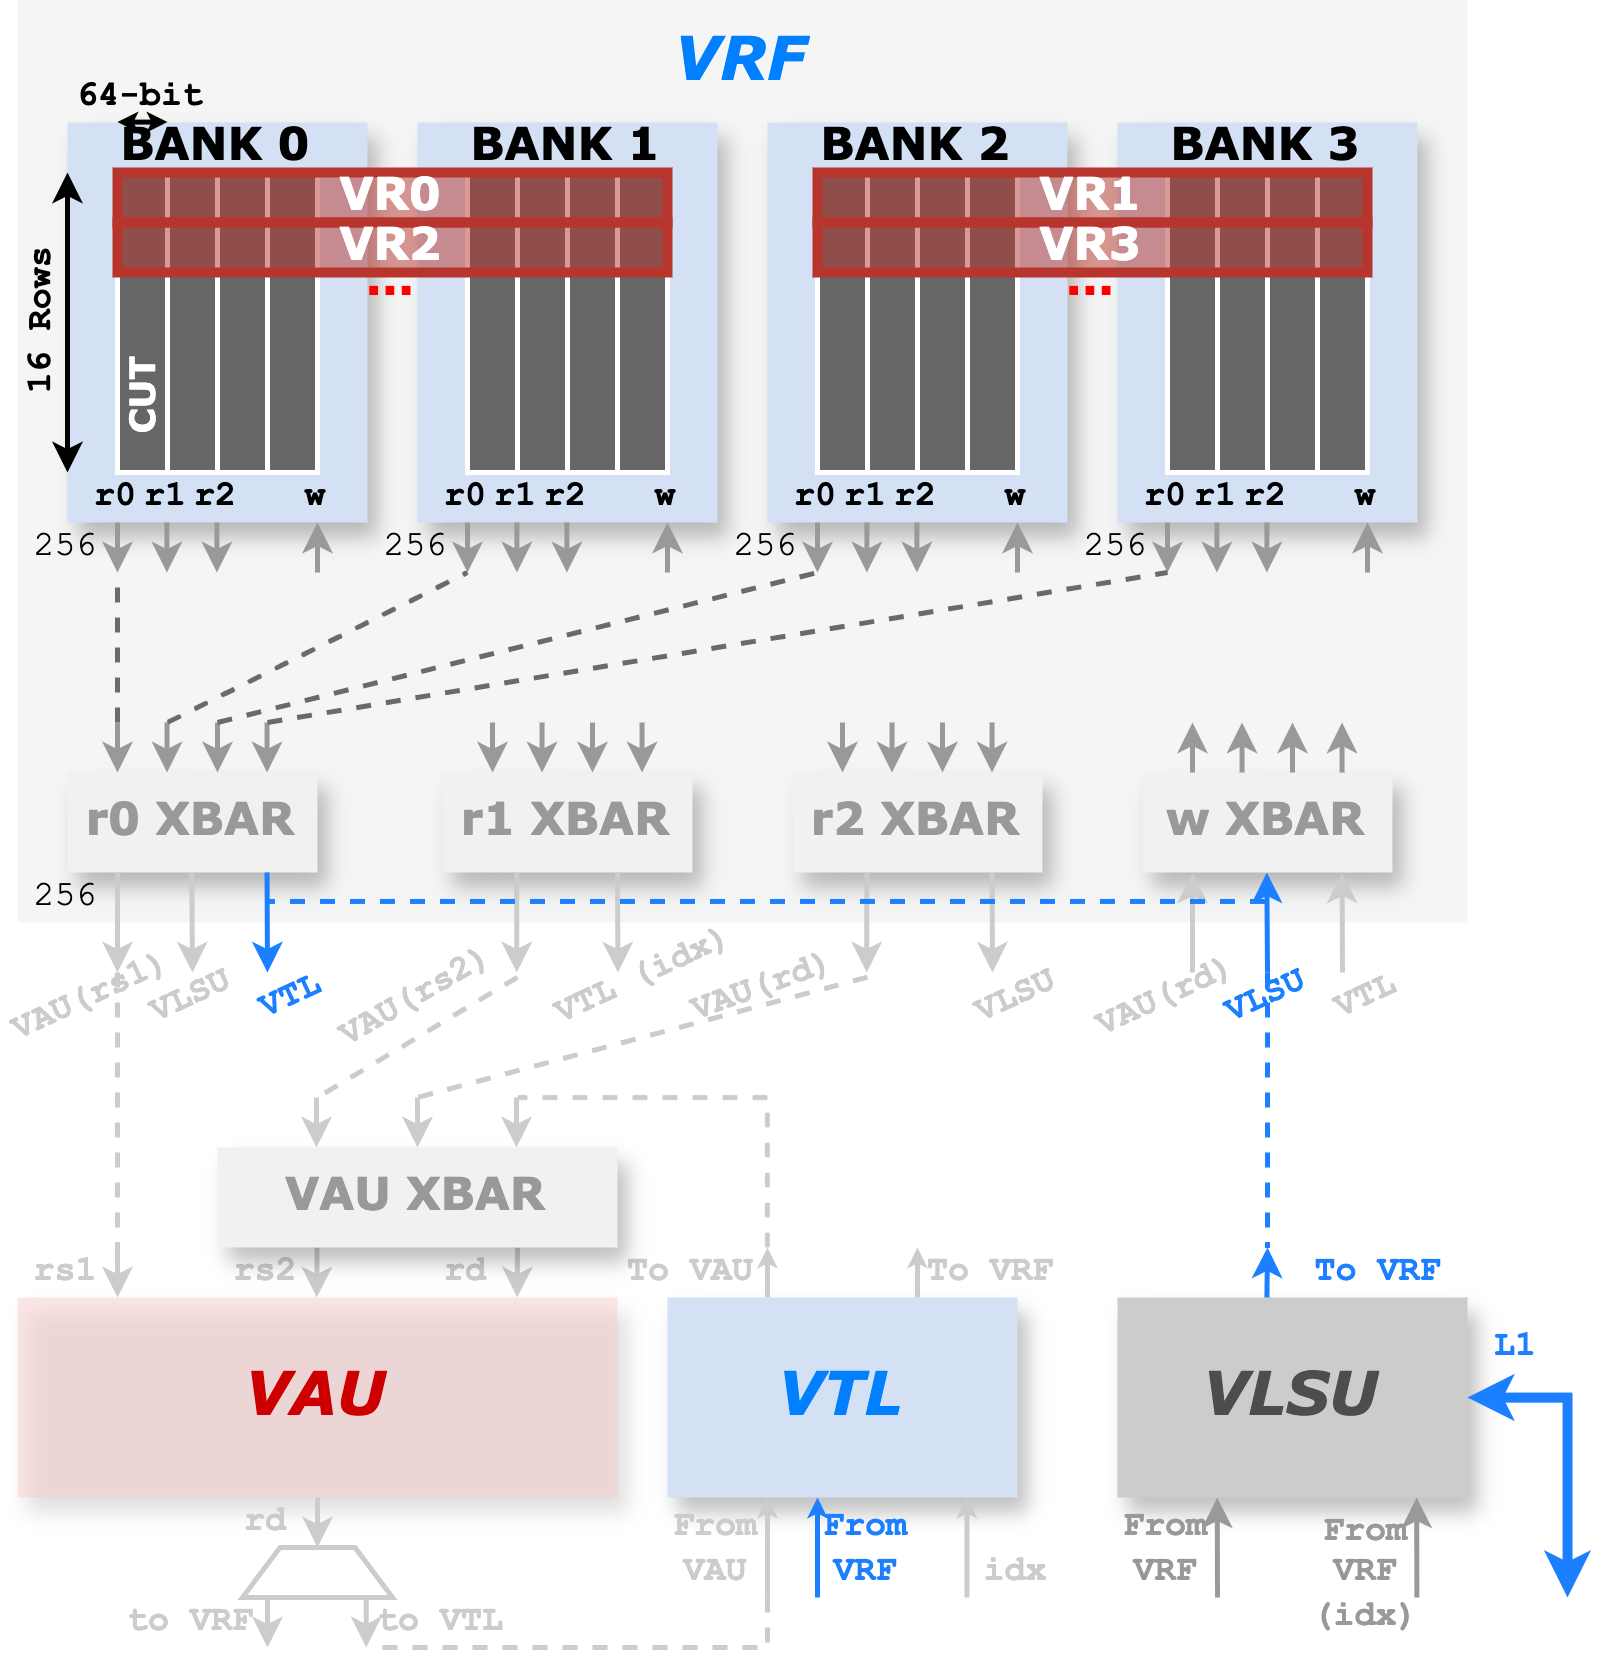 VRF
64-bit
BANK 0 BANK 1 BANK 2 BANK 3
VR0 VR1
VR2 VR3
... ...
16 Rows
CUT
r0 r1 r2 w r0 r1 r2 w r0 r1 r2 w r0 r1 r2 w
256 256 256 256
r0 XBAR r1 XBAR r2 XBAR w XBAR
256
VAU(rs1) VLSU VTL VAU(rs2) VTL (idx) VAU(rd) VLSU VAU(rd) VLSU VTL
VAU XBAR
rs1 rs2 rd To VAU To VRF To VRF
L1
VAU VTL VLSU
rd From From From From
VAU VRF idx VRF VRF
to VRF to VTL (idx)